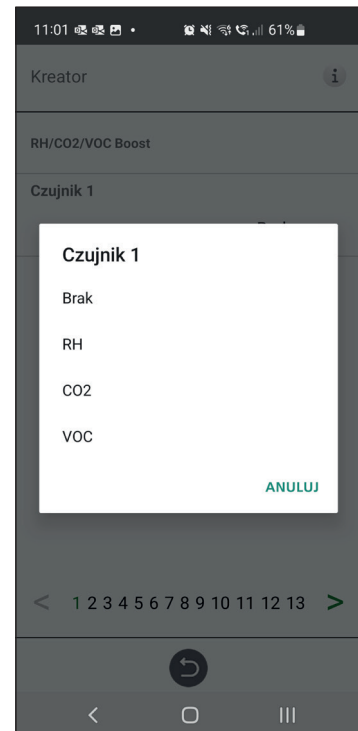 11:01 61%
Kreator i
RH/CO2/VOC Boost
Czujnik 1
Czujnik 1
Brak
RH
CO2
VOC
ANULUJ
< 1 2 3 4 5 6 7 8 9 10 11 12 13 >